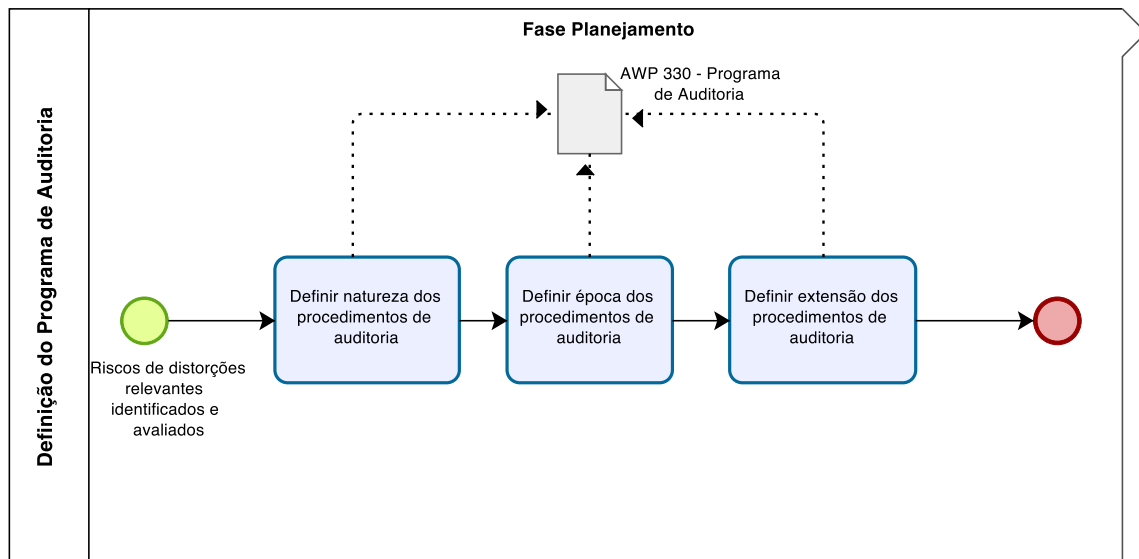 Fase Planejamento
Definição do Programa de Auditoria
AWP 330 - Programa
de Auditoria
Definir natureza dos
procedimentos de
auditoria
Definir época dos
procedimentos de
auditoria
Definir extensão dos
procedimentos de
auditoria
Riscos de distorções
relevantes
identificados e
avaliados